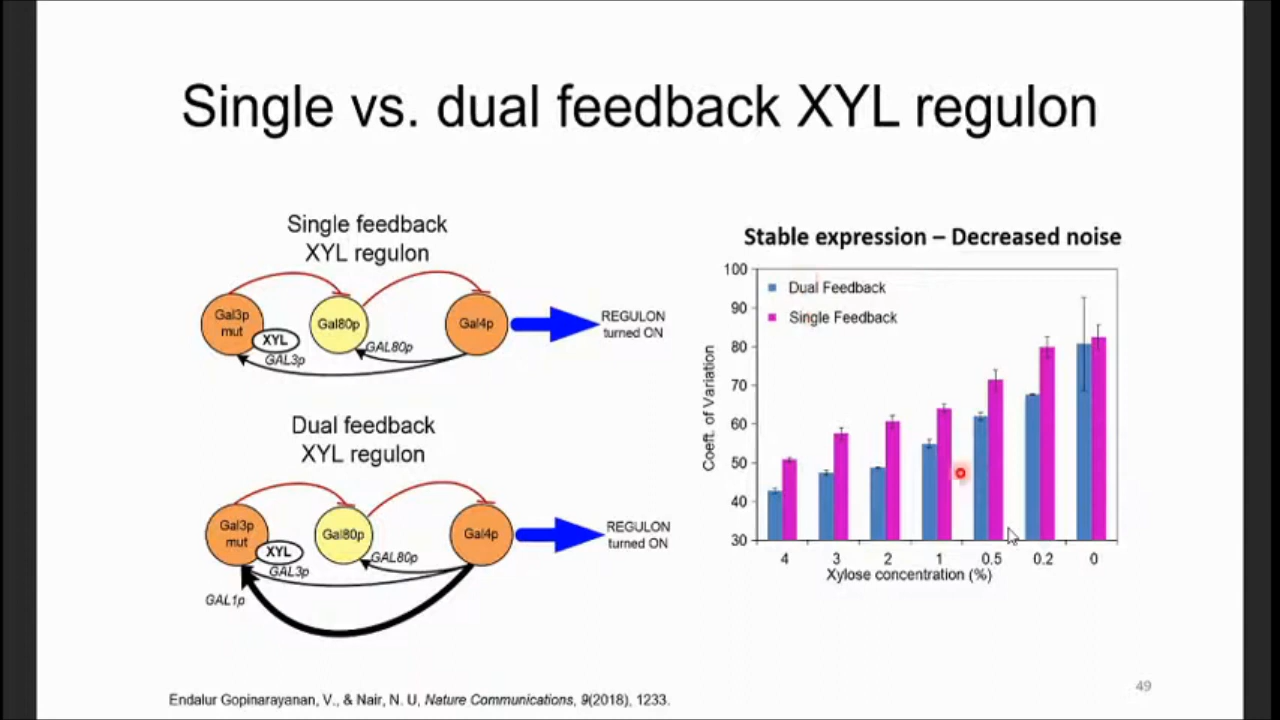 Single vs. dual feedback XYL regulon
Single feedback
XYL regulon
Gal3p
mut
XYL
GAL3p
Gal80p
GAL80p
Gal4p
REGULON
turned ON
Dual feedback
XYL regulon
Gal3p
mut
XYL
GAL3p
GAL1p
Gal80p
GAL80p
Gal4p
REGULON
turned ON
Stable expression – Decreased noise
Dual Feedback
Single Feedback
Coeft. of Variation
100
90
80
70
60
50
40
30
4 3 2 1 0.5 0.2 0
Xylose concentration (%)
Endalur Gopinarayanan, V., & Nair, N. U, Nature Communications, 9(2018), 1233.
49